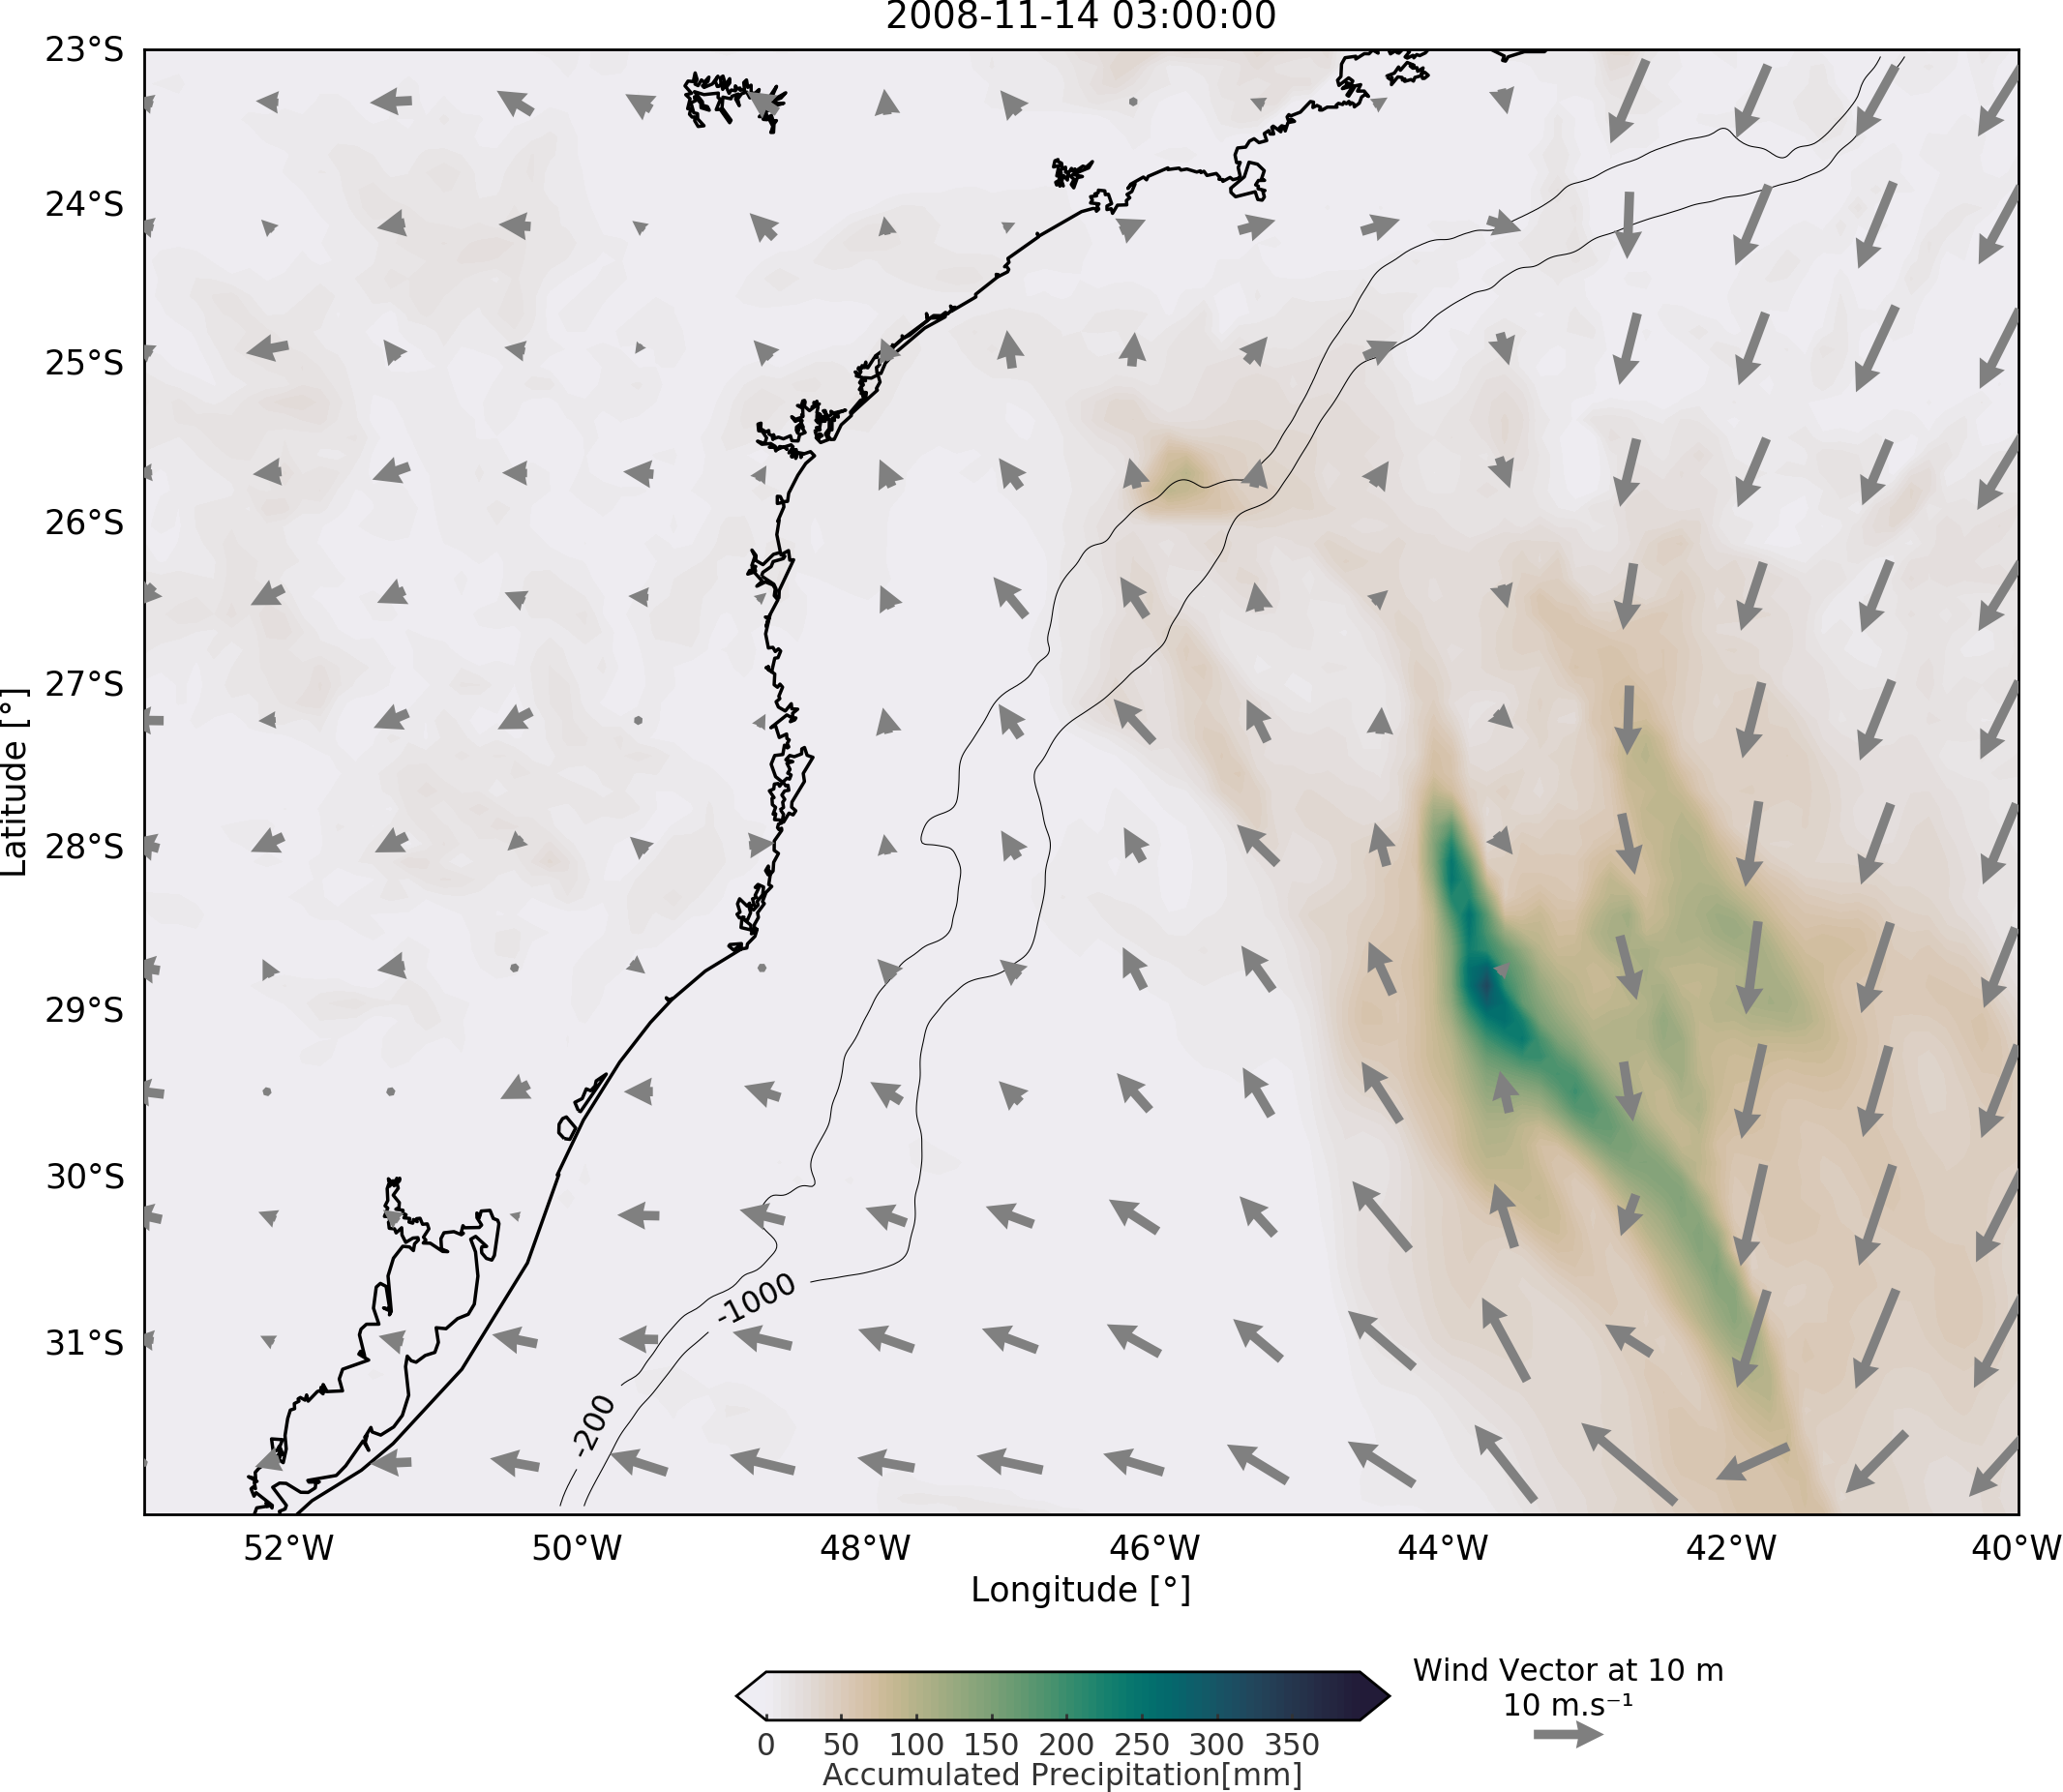 2008-11-14 03:00:00
23°S
24°S
25°S
26°S
27°S
28°S
29°S
30°S
31°S
Latitude [°]
-1000
-200
52°W 50°W 48°W 46°W 44°W 42°W 40°W
Longitude [°]
Wind Vector at 10 m
10 m.s⁻¹
0 50 100 150 200 250 300 350
Accumulated Precipitation[mm]